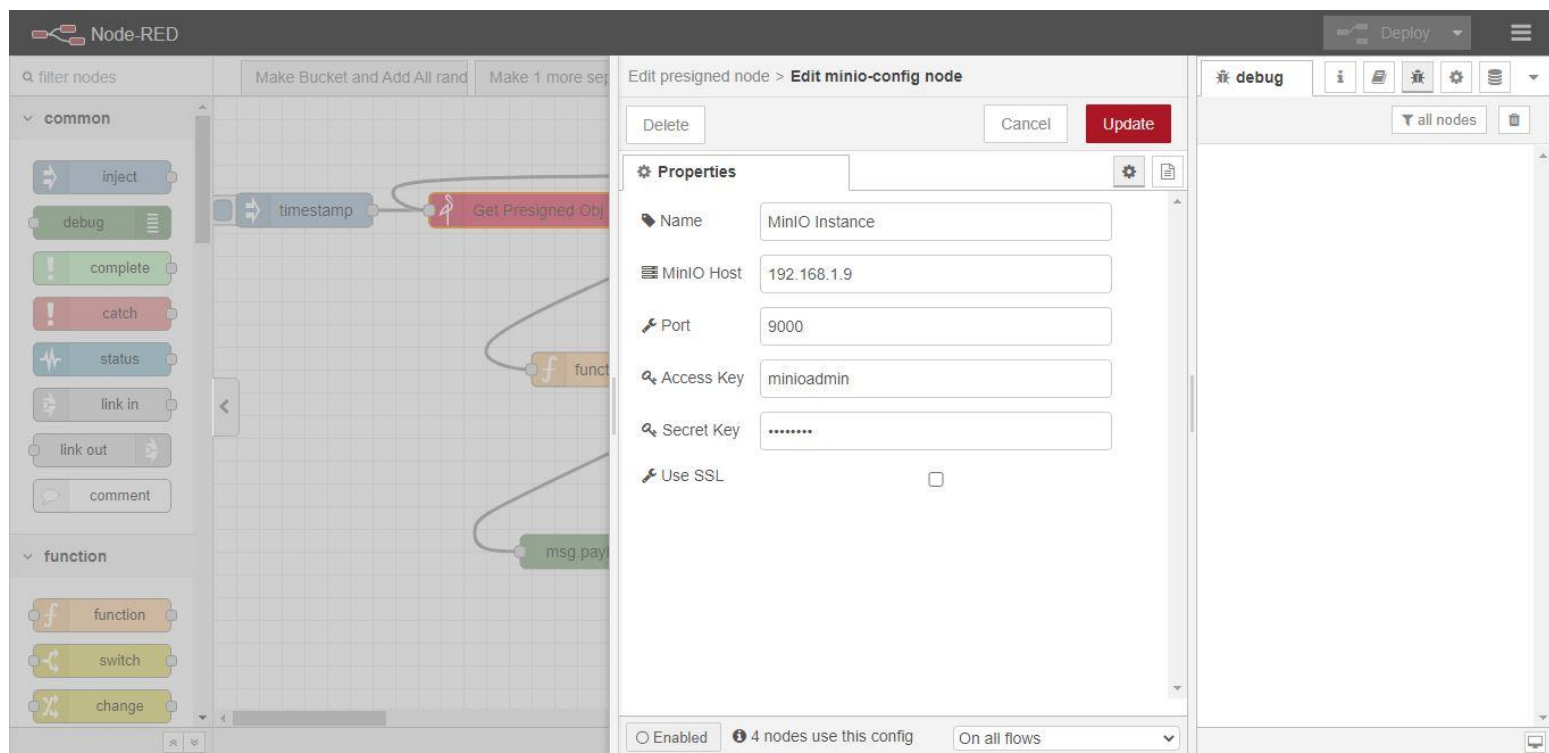 Node-RED
Deploy
filter nodes
Make Bucket and Add All rand
Make 1 more sep
Edit presigned node > Edit minio-config node
debug
i
common
Delete
Cancel
Update
all nodes
inject
debug
complete
catch
status
link in
link out
comment
function
function
switch
change
timestamp
Get Presigned Obj
f funct
msg.payl
Properties
Name
MinIO Instance
MinIO Host
192.168.1.9
Port
9000
Access Key
minioadmin
Secret Key
••••••••
Use SSL
Enabled
4 nodes use this config
On all flows